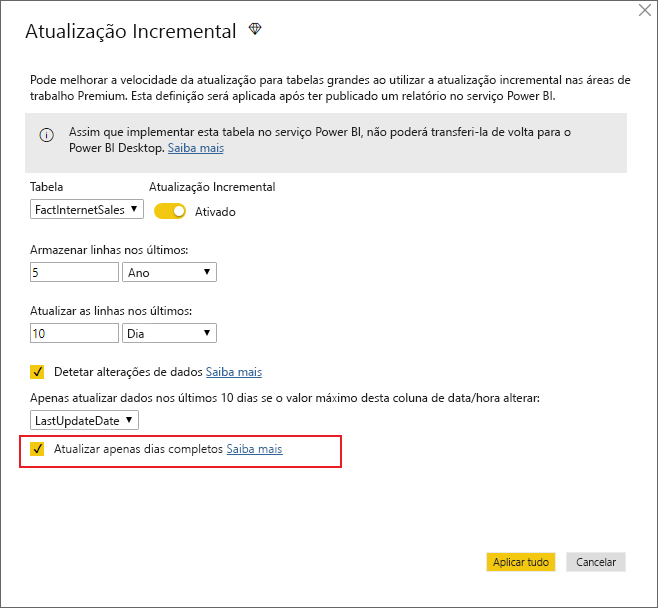 Atualização Incremental
Pode melhorar a velocidade da atualização para tabelas grandes ao utilizar a atualização incremental nas áreas de
trabalho Premium. Esta definição será aplicada após ter publicado um relatório no serviço Power BI.
Assim que implementar esta tabela no serviço Power BI, não poderá transferi-la de volta para o
Power BI Desktop. Saiba mais
Tabela Atualização Incremental
FactInternetSales Ativado
Armazenar linhas nos últimos:
5 Ano
Atualizar as linhas nos últimos:
10 Dia
Detetar alterações de dados Saiba mais
Apenas atualizar dados nos últimos 10 dias se o valor máximo desta coluna de data/hora alterar:
LastUpdateDate
Atualizar apenas dias completos Saiba mais
Aplicar tudo Cancelar